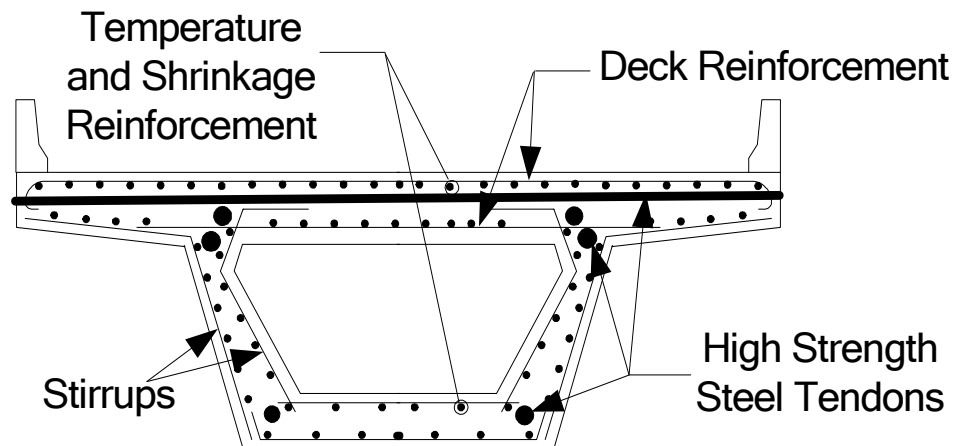 Temperature
and Shrinkage
Reinforcement
Deck Reinforcement
Stirrups
High Strength
Steel Tendons